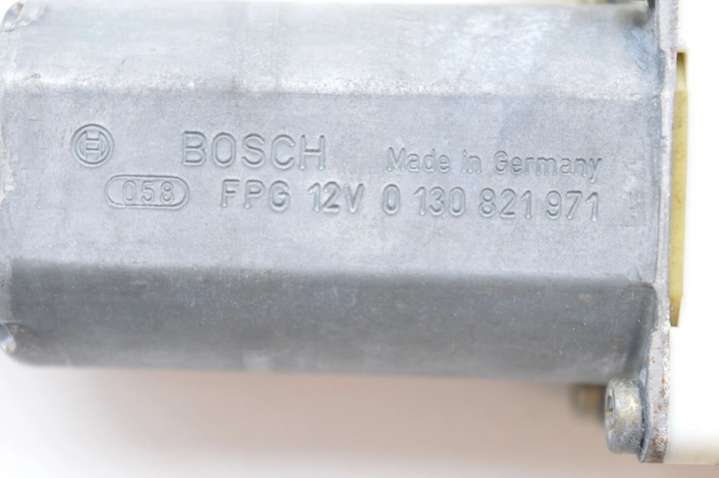 BOSCH Made in Germany
058 FPG 12V 0 130 821 971